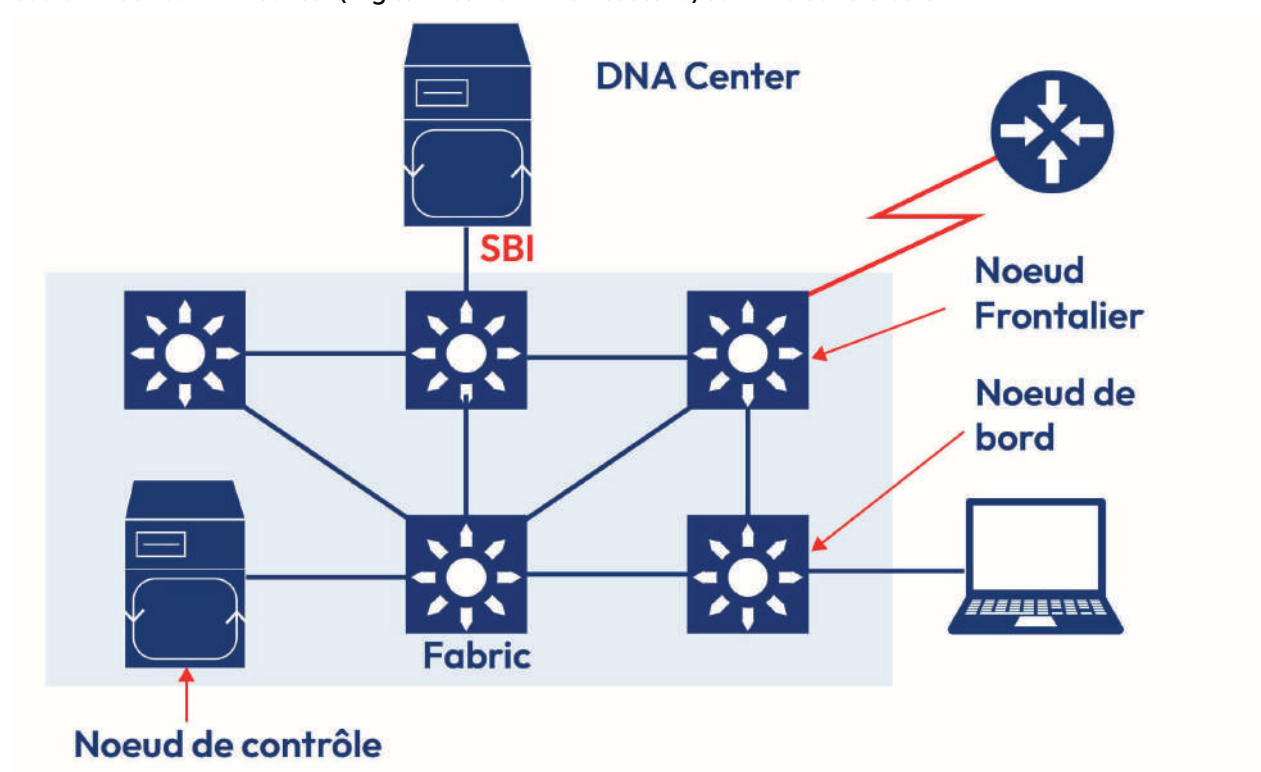 DNA Center
SBI
Noeud
Frontalier
Noeud de
bord
Fabric
Noeud de contrôle